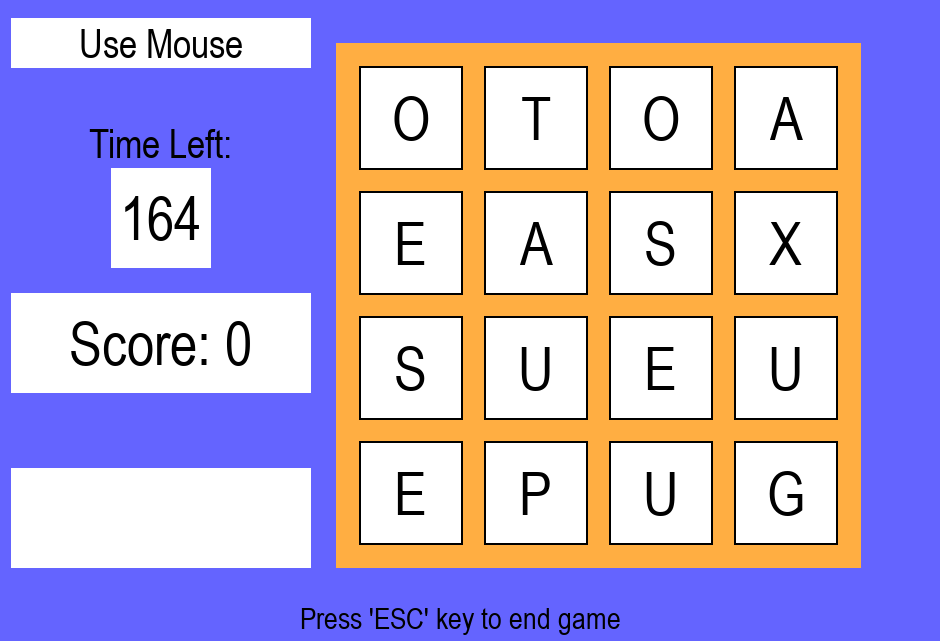 Use Mouse
Time Left:
164
Score: 0
O T O A
E A S X
S U E U
E P U G
Press 'ESC' key to end game